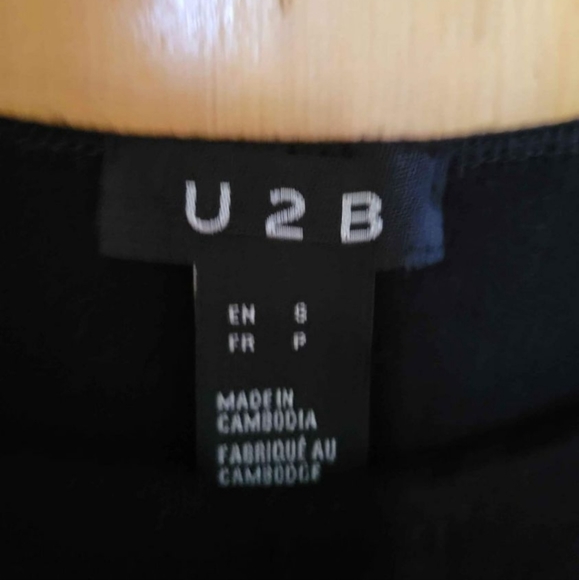 U2B
EN S
FR P
MADE IN
CAMBODIA
FABRIQUÉ AU
CAMBODGE